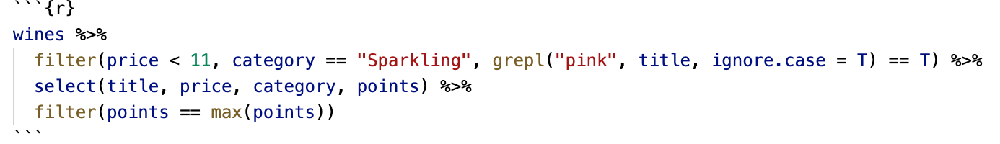 ```{r}
wines %>%
  filter(price < 11, category == "Sparkling", grepl("pink", title, ignore.case = T) == T) %>%
  select(title, price, category, points) %>%
  filter(points == max(points))
```